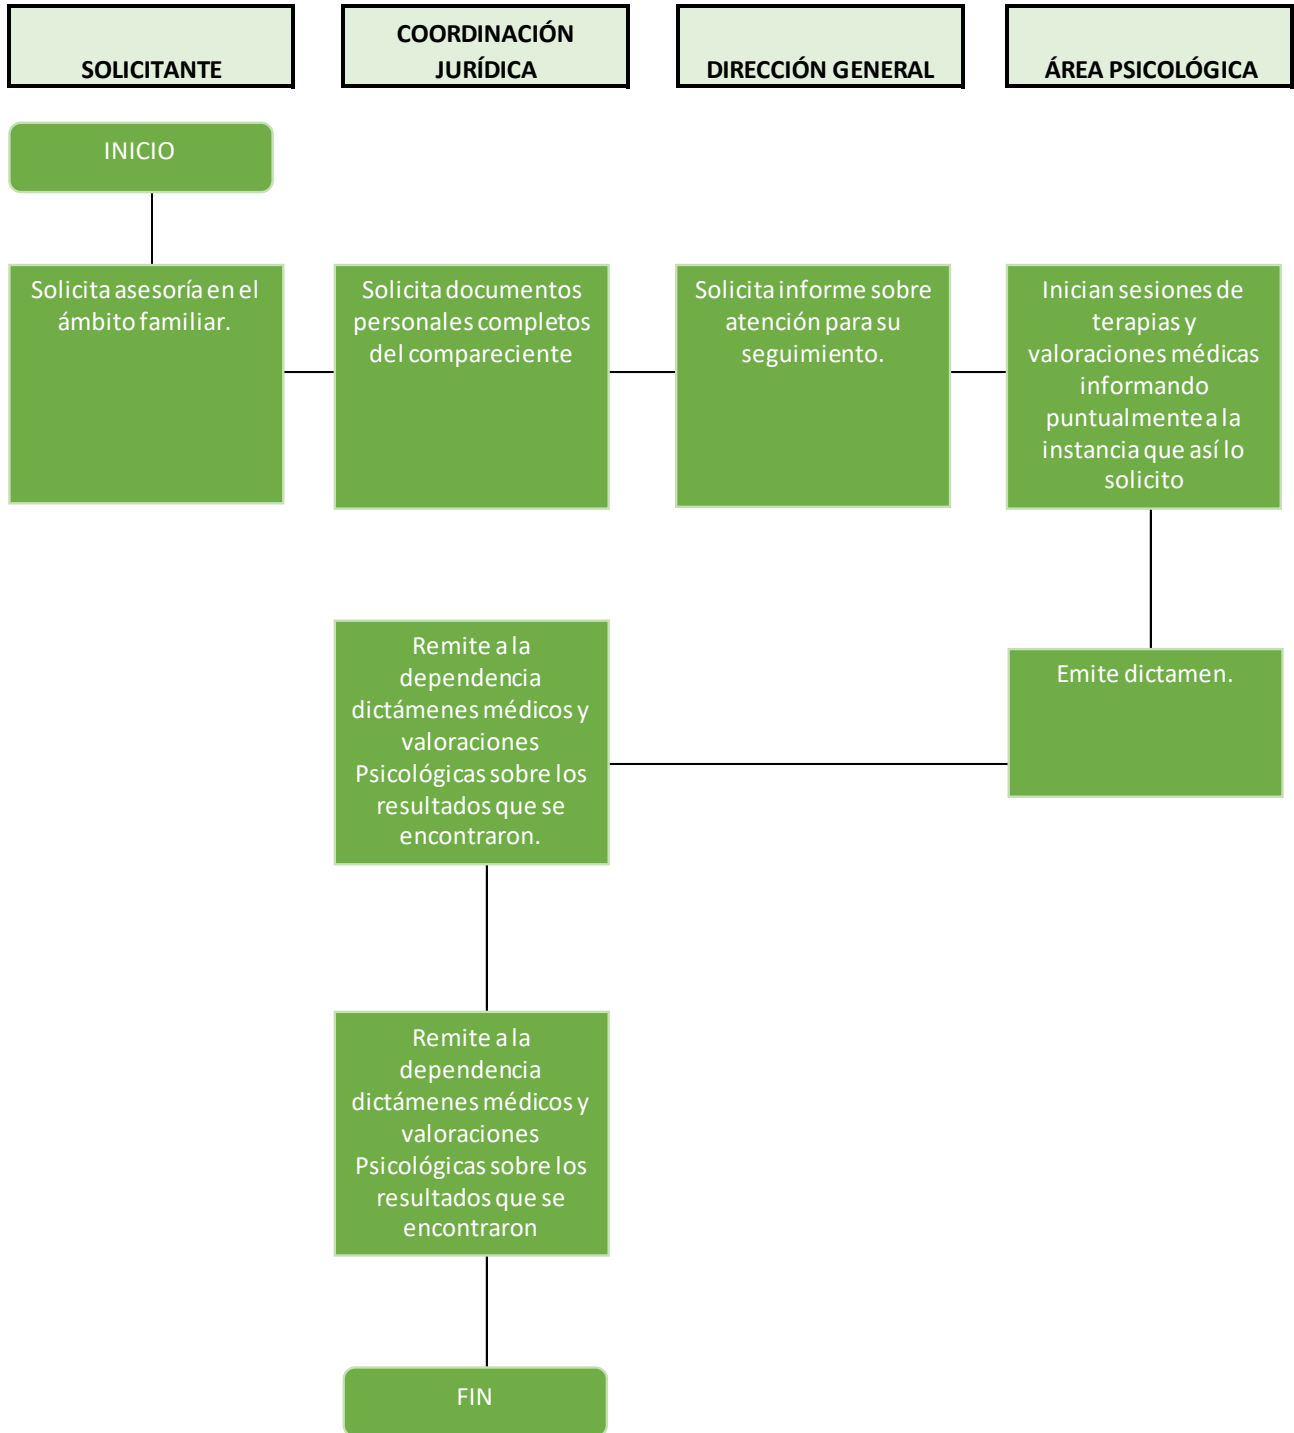 SOLICITANTE
COORDINACIÓN
JURÍDICA
DIRECCIÓN GENERAL
ÁREA PSICOLÓGICA
INICIO
Solicita asesoría en el
ámbito familiar.
Solicita documentos
personales completos
del compareciente
Solicita informe sobre
atención para su
seguimiento.
Inician sesiones de
terapias y
valoraciones médicas
informando
puntualmente a la
instancia que así lo
solicito
Remite a la
dependencia
dictámenes médicos y
valoraciones
Psicológicas sobre los
resultados que se
encontraron.
Emite dictamen.
Remite a la
dependencia
dictámenes médicos y
valoraciones
Psicológicas sobre los
resultados que se
encontraron
FIN